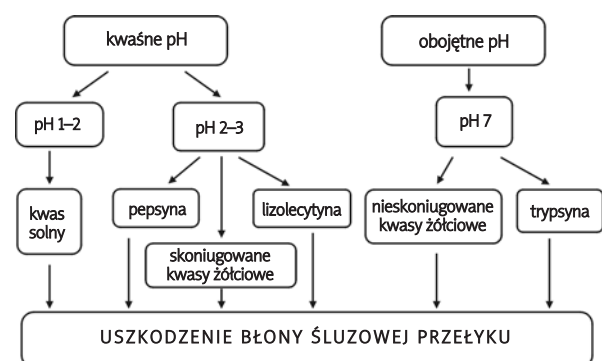 kwaśne pH
obojętne pH
pH 1–2
pH 2–3
pH 7
kwas
solny
pepsyna
lizolecytyna
skoniugowane
kwasy żółciowe
nieskoniugowane
kwasy żółciowe
trypsyna
USZKODZENIE BŁONY ŚLUZOWEJ PRZEŁYKU